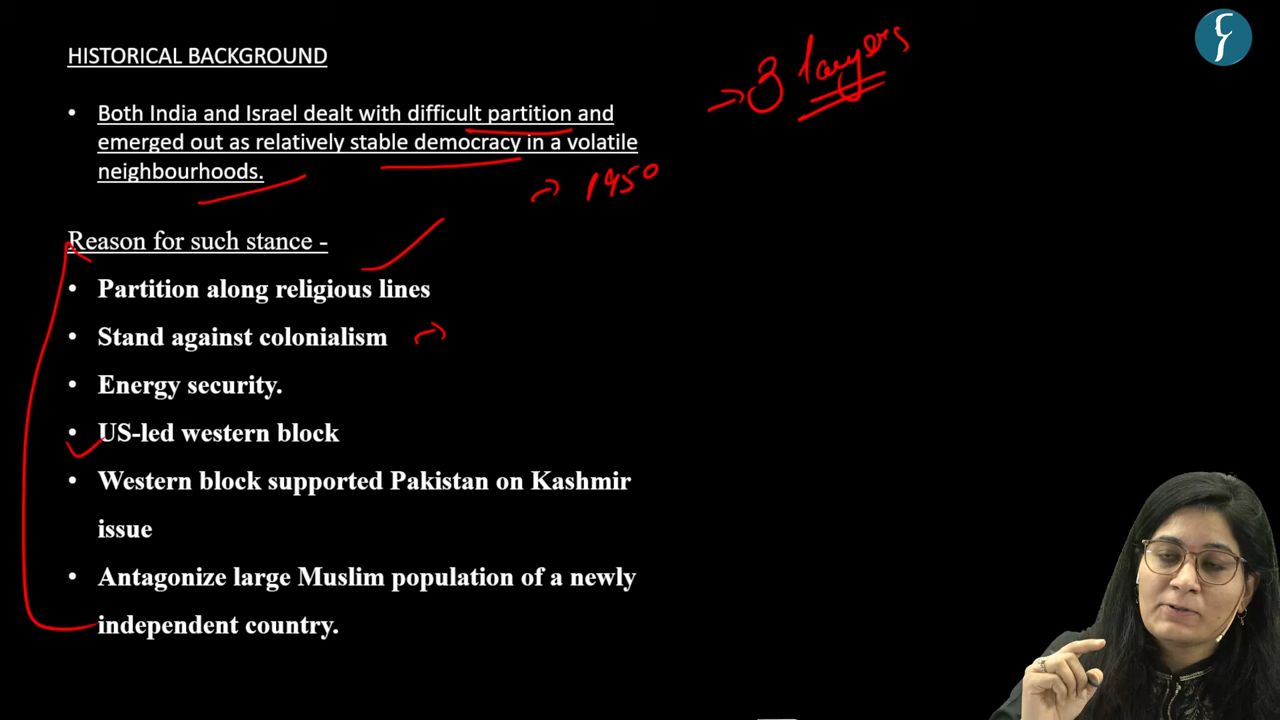 HISTORICAL BACKGROUND
3 layers
• Both India and Israel dealt with difficult partition and
emerged out as relatively stable democracy in a volatile
neighbourhoods.
1950
Reason for such stance -
• Partition along religious lines
• Stand against colonialism
• Energy security.
• US-led western block
• Western block supported Pakistan on Kashmir
issue
• Antagonize large Muslim population of a newly
independent country.